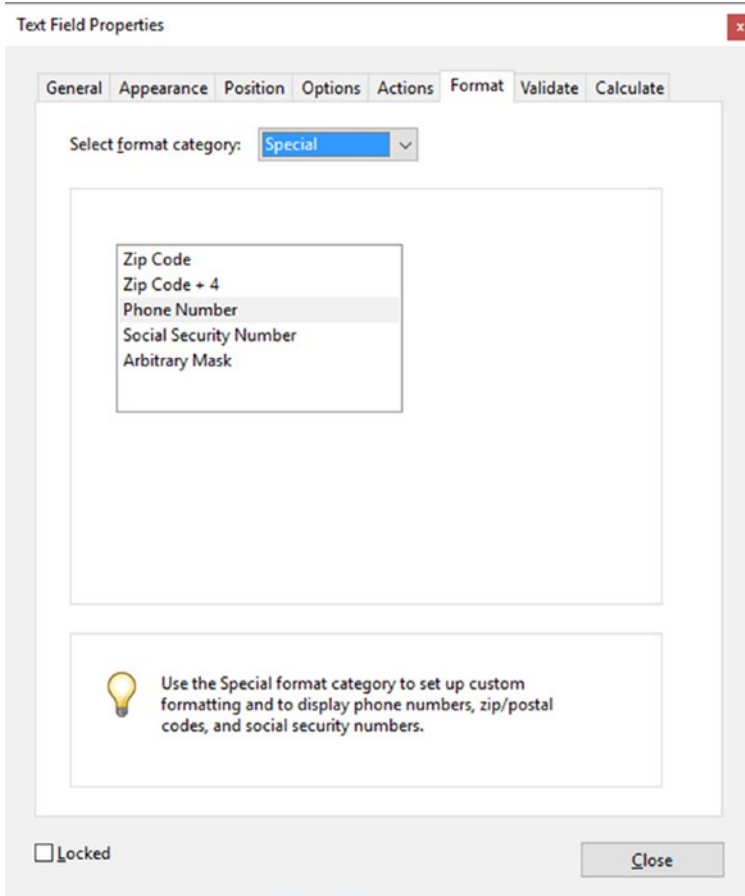 Text Field Properties
x
General Appearance Position Options Actions Format Validate Calculate
Select format category: Special
Zip Code
Zip Code + 4
Phone Number
Social Security Number
Arbitrary Mask
Use the Special format category to set up custom
formatting and to display phone numbers, zip/postal
codes, and social security numbers.
Locked
Close